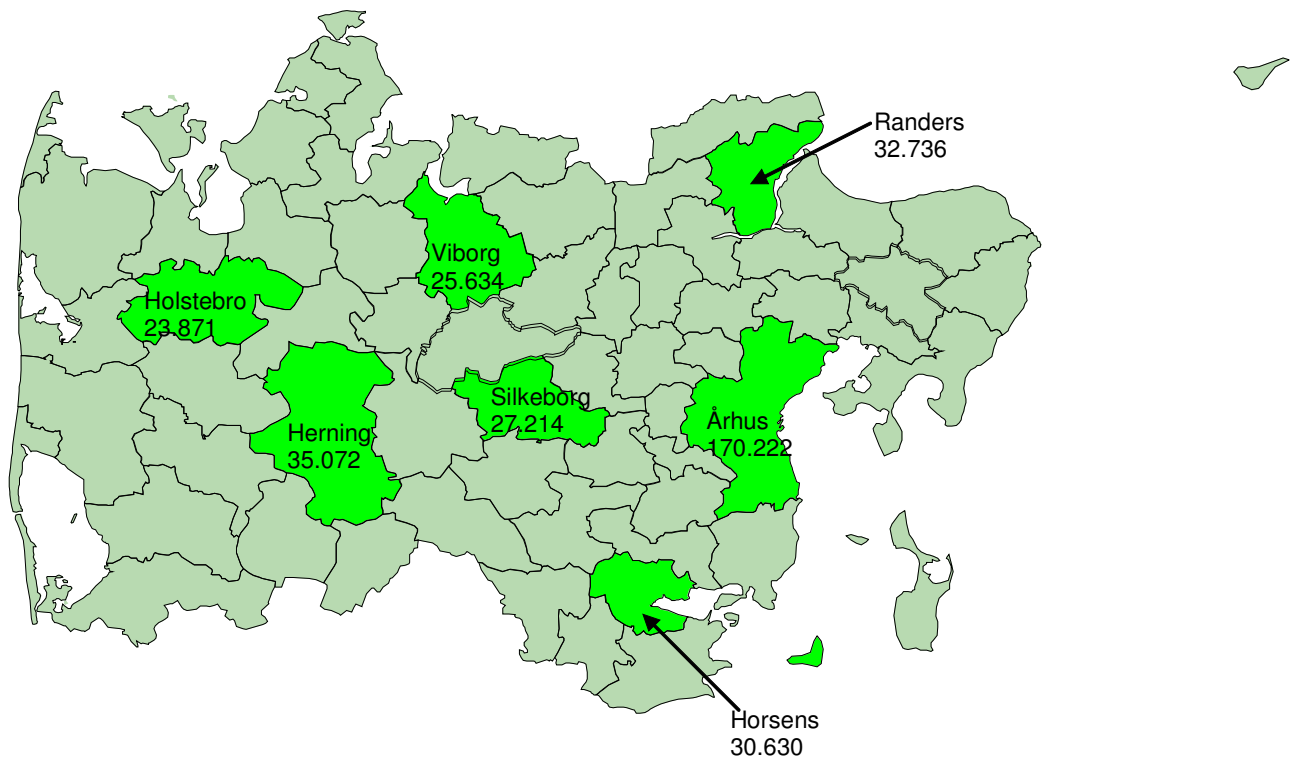 Randers
32.736
Viborg
25.634
Holstebro
23.871
Silkeborg
27.214
Århus
170.222
Herning
35.072
Horsens
30.630